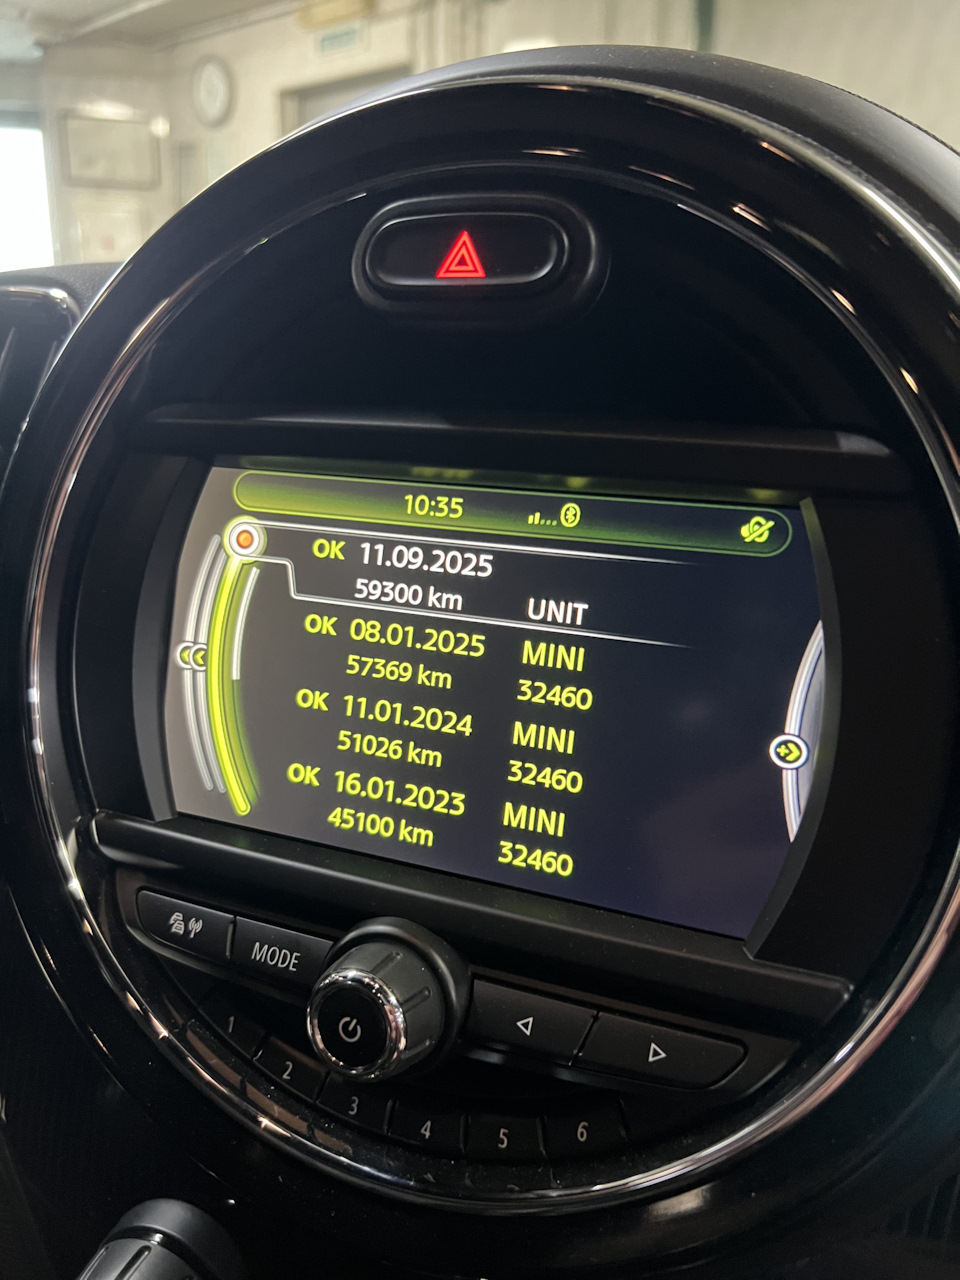 10:35
OK 11.09.2025
59300 km UNIT
OK 08.01.2025 MINI
57369 km 32460
OK 11.01.2024 MINI
51026 km 32460
OK 16.01.2023 MINI
45100 km 32460
MODE
1
2
3
4
5
6